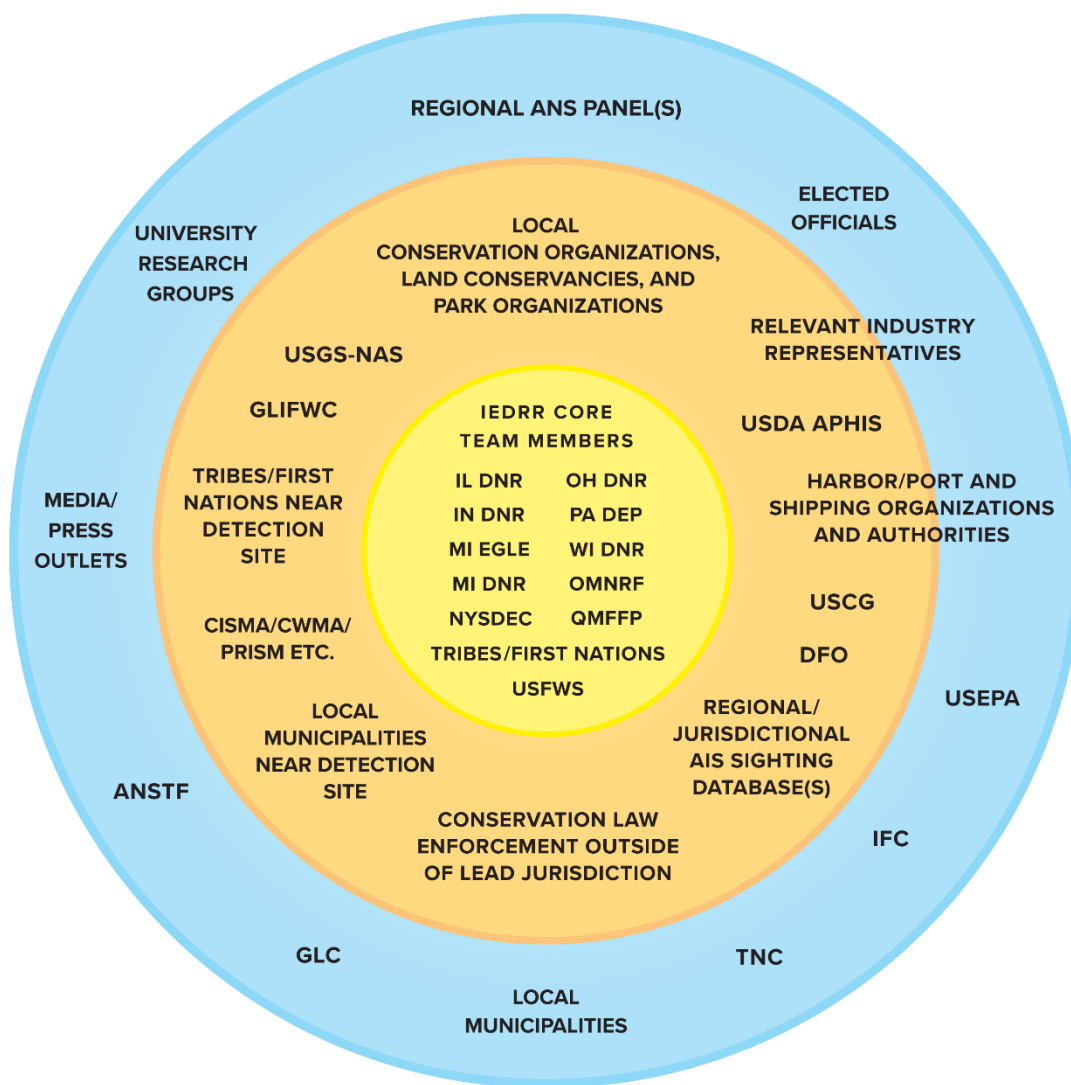 REGIONAL ANS PANEL(S)
ELECTED
OFFICIALS
UNIVERSITY
RESEARCH
GROUPS
LOCAL
CONSERVATION ORGANIZATIONS,
LAND CONSERVANCIES, AND
PARK ORGANIZATIONS
RELEVANT INDUSTRY
REPRESENTATIVES
USGS-NAS
GLIFWC
USDA APHIS
IEDRR CORE
TEAM MEMBERS
IL DNR
OH DNR
IN DNR
PA DEP
MI EGLE
WI DNR
MI DNR
OMNRF
NYSDEC
QMFFP
TRIBES/FIRST NATIONS
USFWS
TRIBES/FIRST
NATIONS NEAR
DETECTION
SITE
HARBOR/PORT AND
SHIPPING ORGANIZATIONS
AND AUTHORITIES
MEDIA/
PRESS
OUTLETS
USCG
CISMA/CWMA/
PRISM ETC.
DFO
USEPA
LOCAL
MUNICIPALITIES
NEAR DETECTION
SITE
REGIONAL/
JURISDICTIONAL
AIS SIGHTING
DATABASE(S)
ANSTF
CONSERVATION LAW
ENFORCEMENT OUTSIDE
OF LEAD JURISDICTION
IFC
GLC
TNC
LOCAL
MUNICIPALITIES